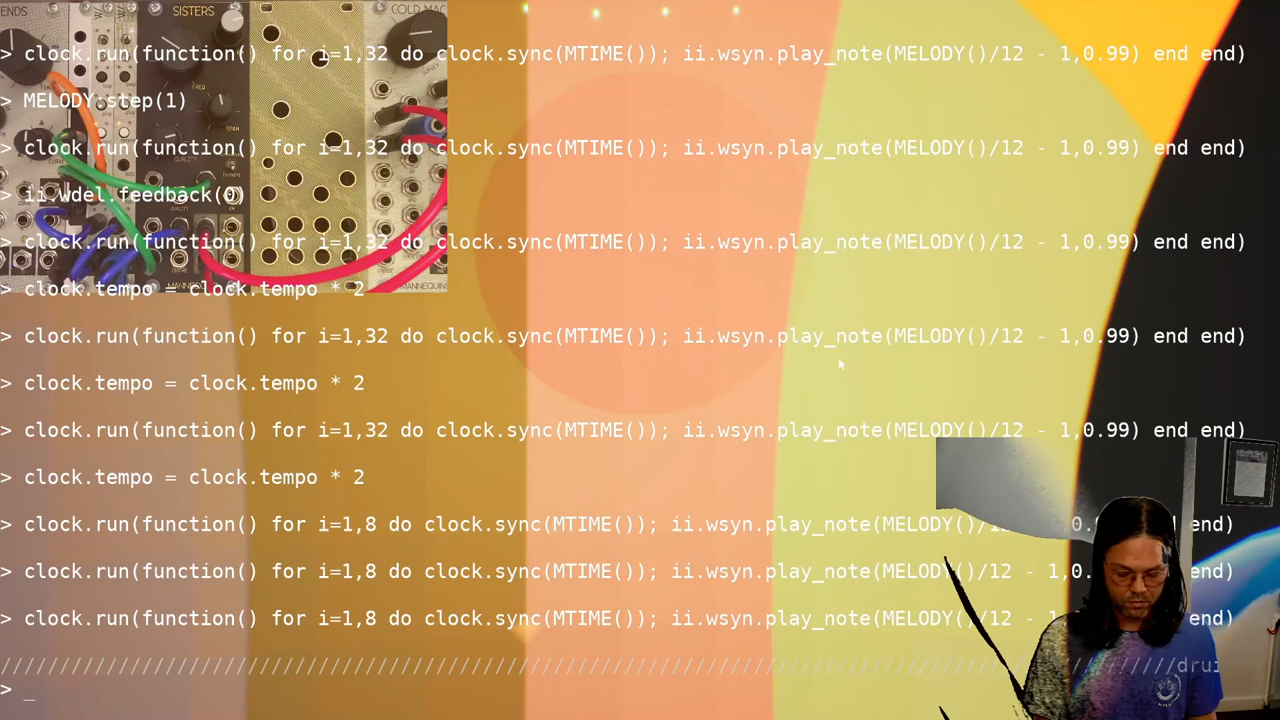 ENDS SISTERS COLD MAC
> clock.run(function() for i=1,32 do clock.sync(MTIME()); ii.wsyn.play_note(MELODY()/12 - 1,0.99) end end)
> MELODY:step(1)
> clock.run(function() for i=1,32 do clock.sync(MTIME()); ii.wsyn.play_note(MELODY()/12 - 1,0.99) end end)
> ii.wdel.feedback(0)
> clock.run(function() for i=1,32 do clock.sync(MTIME()); ii.wsyn.play_note(MELODY()/12 - 1,0.99) end end)
> clock.tempo = clock.tempo * 2
> clock.run(function() for i=1,32 do clock.sync(MTIME()); ii.wsyn.play_note(MELODY()/12 - 1,0.99) end end)
> clock.tempo = clock.tempo * 2
> clock.run(function() for i=1,32 do clock.sync(MTIME()); ii.wsyn.play_note(MELODY()/12 - 1,0.99) end end)
> clock.tempo = clock.tempo * 2
> clock.run(function() for i=1,8 do clock.sync(MTIME()); ii.wsyn.play_note(MELODY()/ end)
> clock.run(function() for i=1,8 do clock.sync(MTIME()); ii.wsyn.play_note(MELODY()/12 - 1,0. end)
> clock.run(function() for i=1,8 do clock.sync(MTIME()); ii.wsyn.play_note(MELODY()/12 - end)
////////////////////////////////////////////////////////////////////////////////////////////////////drui
> _